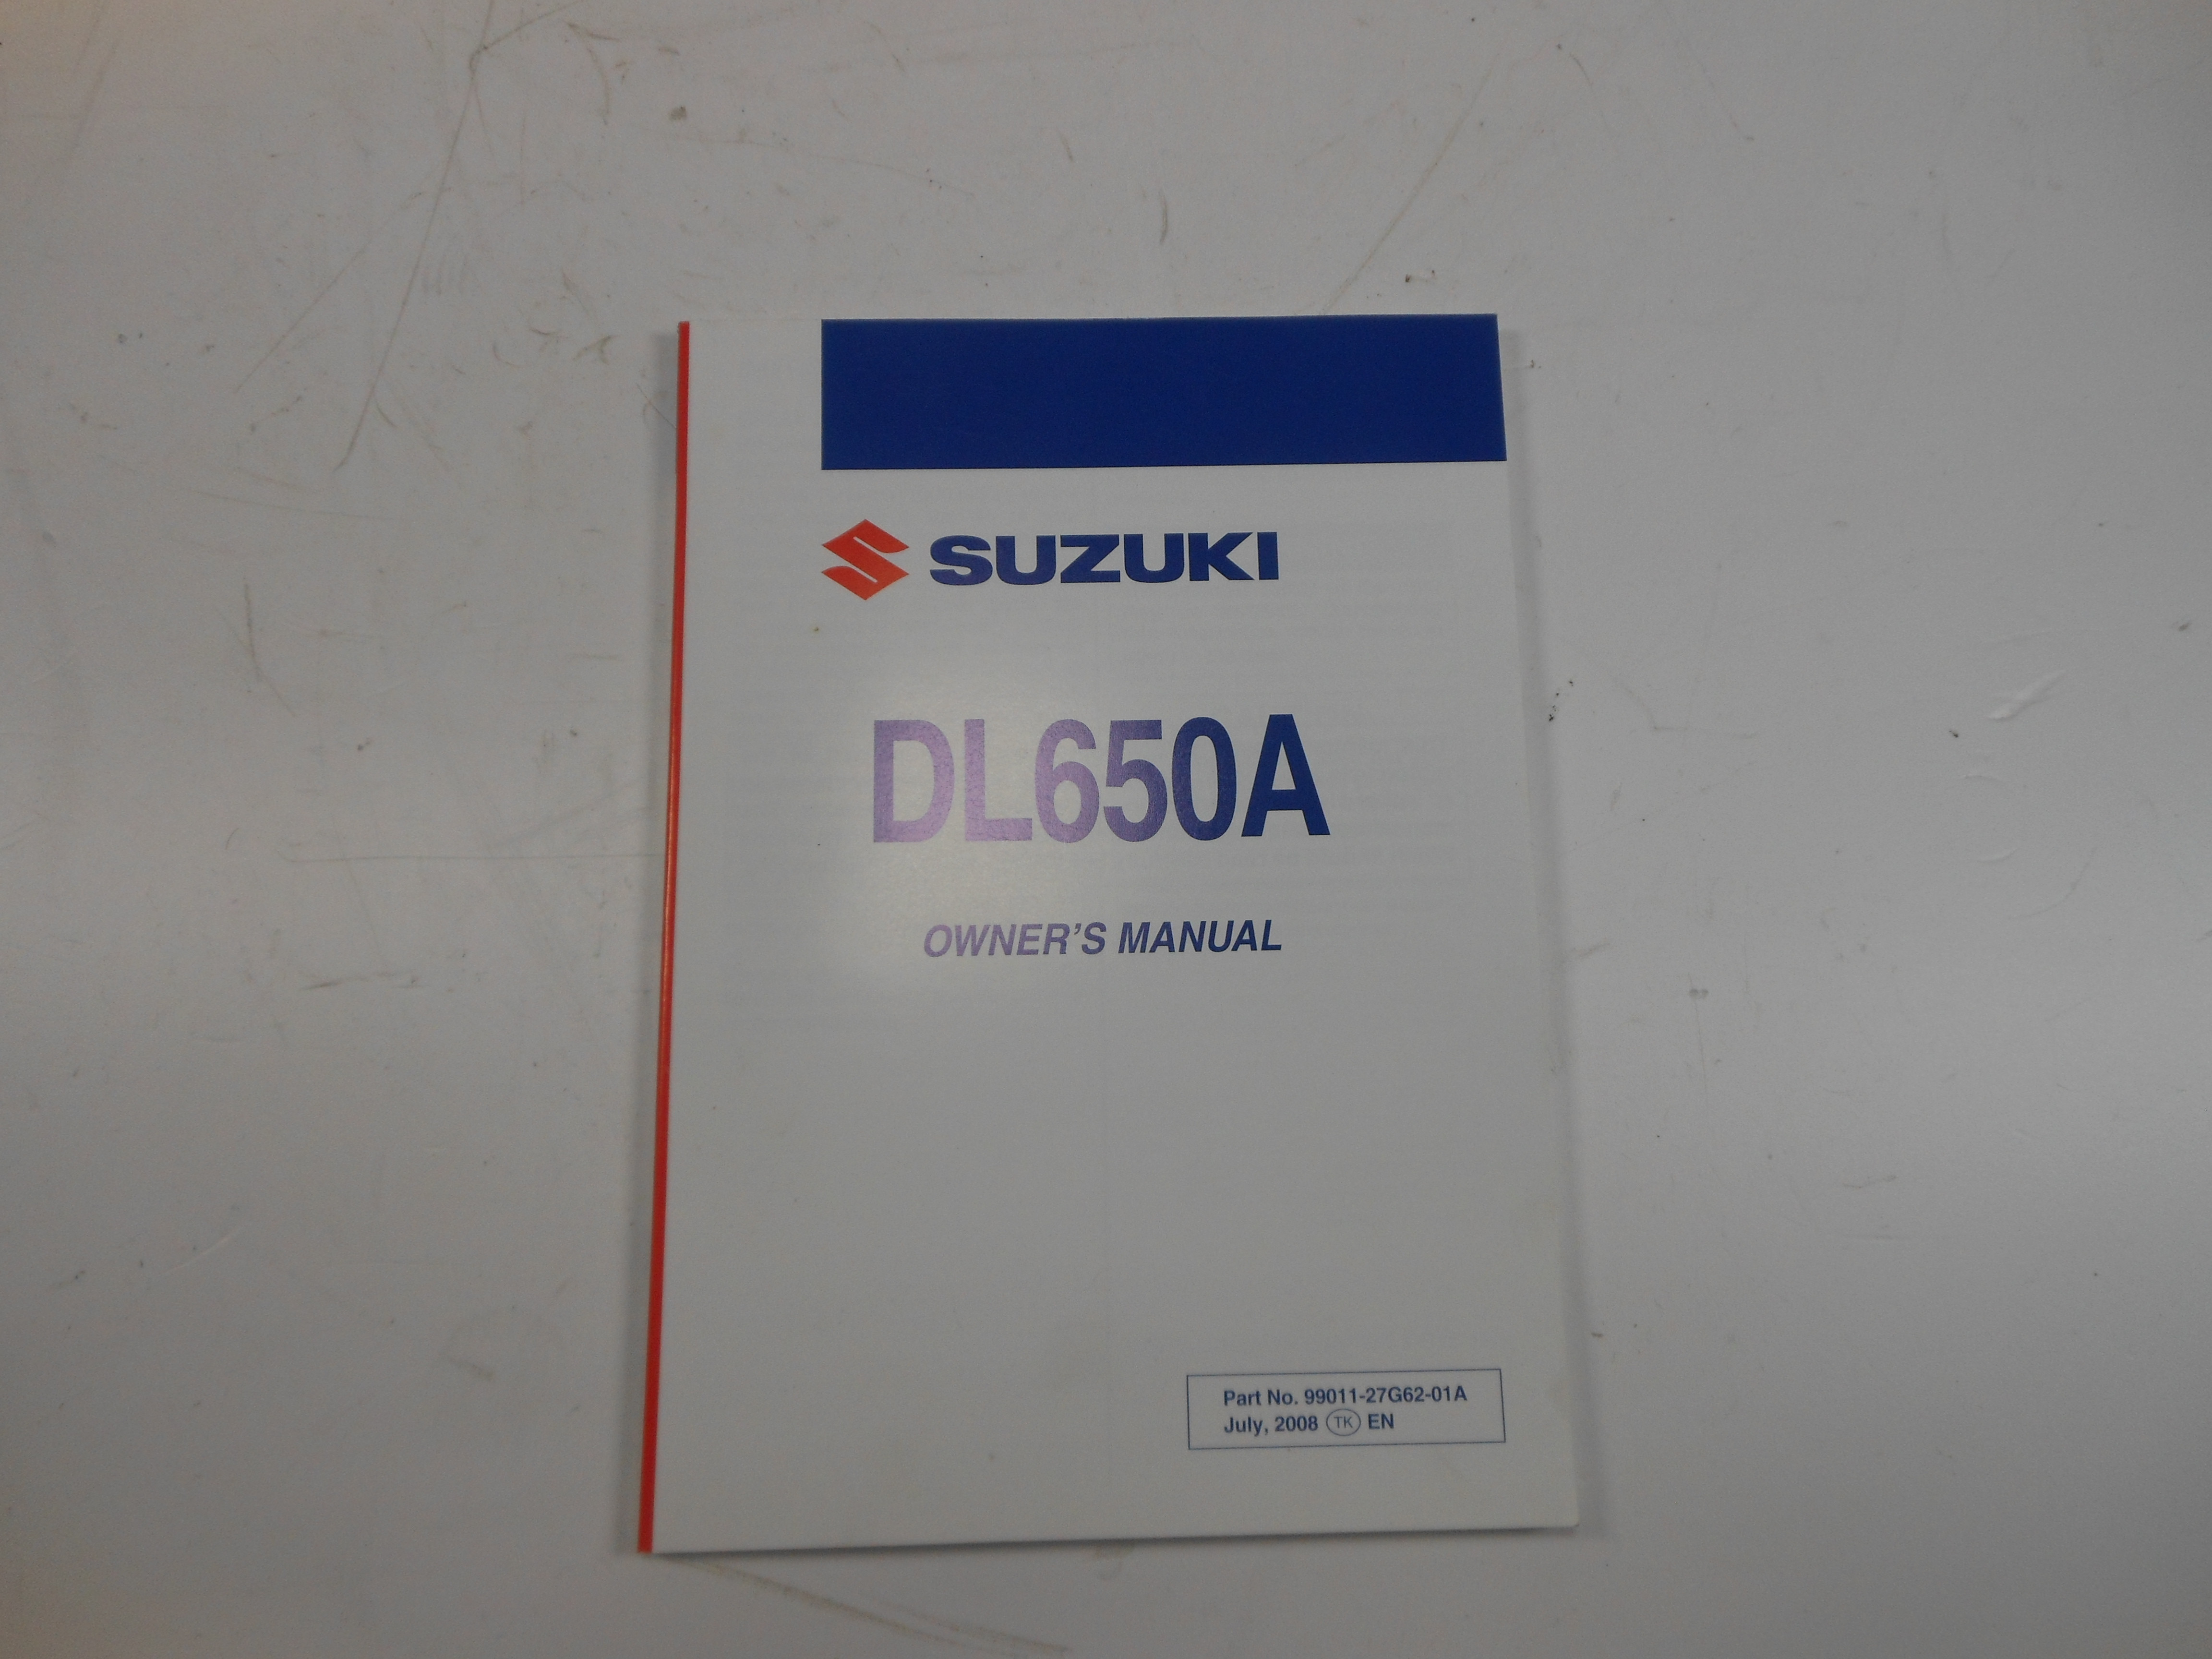 SUZUKI
DL650A
OWNER'S MANUAL
Part No. 99011-27G62-01A
July, 2008 TK EN